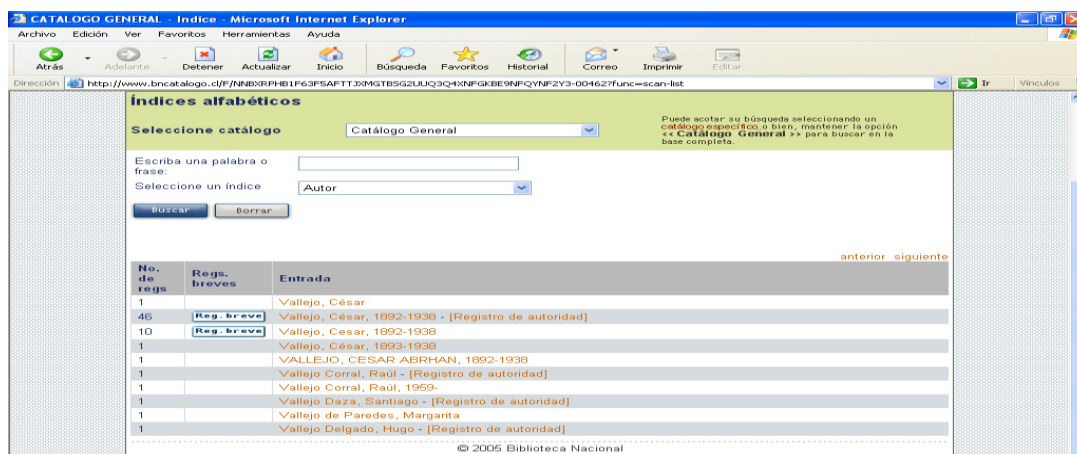 CATALOGO GENERAL - Indice - Microsoft Internet Explorer
Archivo Edición Ver Favoritos Herramientas Ayuda
Atrás Adelante Detener Actualizar Inicio Búsqueda Favoritos Historial Correo Imprimir Editar
Dirección http://www.bncatalogo.cl/F/NNBXRPHB1F63FSAFTTJXMGTBSG2ULIQ3Q4XNFGKBE9NFQYNF2Y3-00462?func=scan-list Ir Vínculos
Índices alfabéticos
Seleccione catálogo Catálogo General
Puede acotar su búsqueda seleccionando un
catálogo específico o bien, mantener la opción
<< Catálogo General >> para buscar en la
base completa.
Escriba una palabra o
frase:
Seleccione un índice Autor
Buscar Borrar
anterior siguiente
No. de regs Regs. breves Entrada
1 Vallejo, César
46 Reg. breve Vallejo, César, 1892-1938 - [Registro de autoridad]
10 Reg. breve Vallejo, Cesar, 1892-1938
1 Vallejo, César, 1893-1938
1 VALLEJO, CESAR ABRHAN, 1892-1938
1 Vallejo Corral, Raúl - [Registro de autoridad]
1 Vallejo Corral, Raúl, 1959-
1 Vallejo Daza, Santiago - [Registro de autoridad]
1 Vallejo de Paredes, Margarita
1 Vallejo Delgado, Hugo - [Registro de autoridad]
© 2005 Biblioteca Nacional